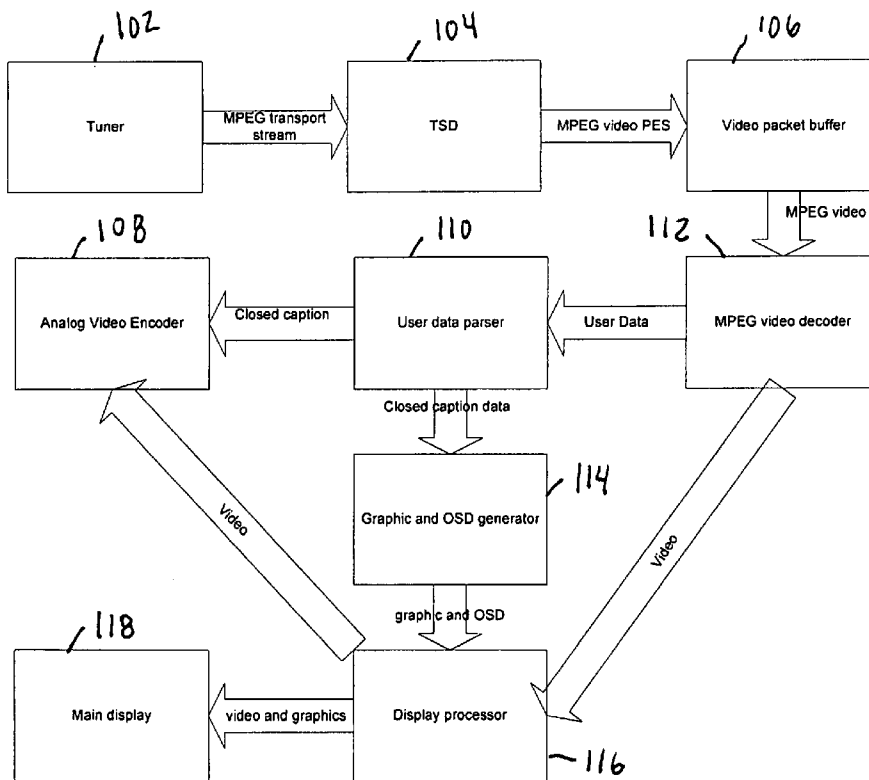 102
104
106
Tuner
MPEG transport
stream
TSD
MPEG video PES
Video packet buffer
MPEG video
108
110
112
Analog Video Encoder
Closed caption
User data parser
User Data
MPEG video decoder
Closed caption data
114
Graphic and OSD generator
Video
Video
graphic and OSD
118
Main display
video and graphics
Display processor
116